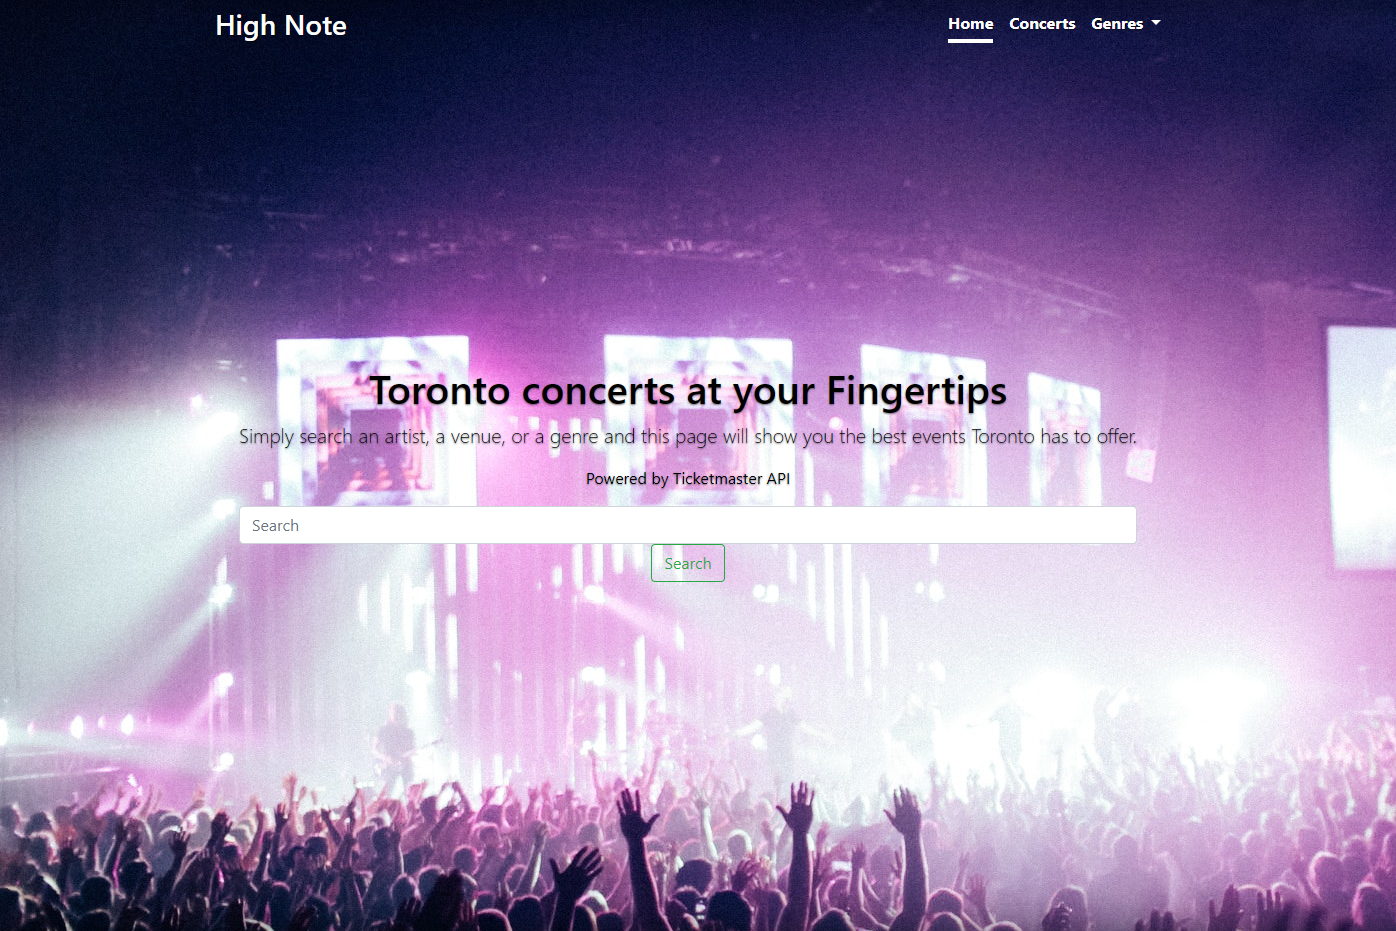 High Note
Home Concerts Genres
Toronto concerts at your Fingertips
Simply search an artist, a venue, or a genre and this page will show you the best events Toronto has to offer.
Powered by Ticketmaster API
Search
Search